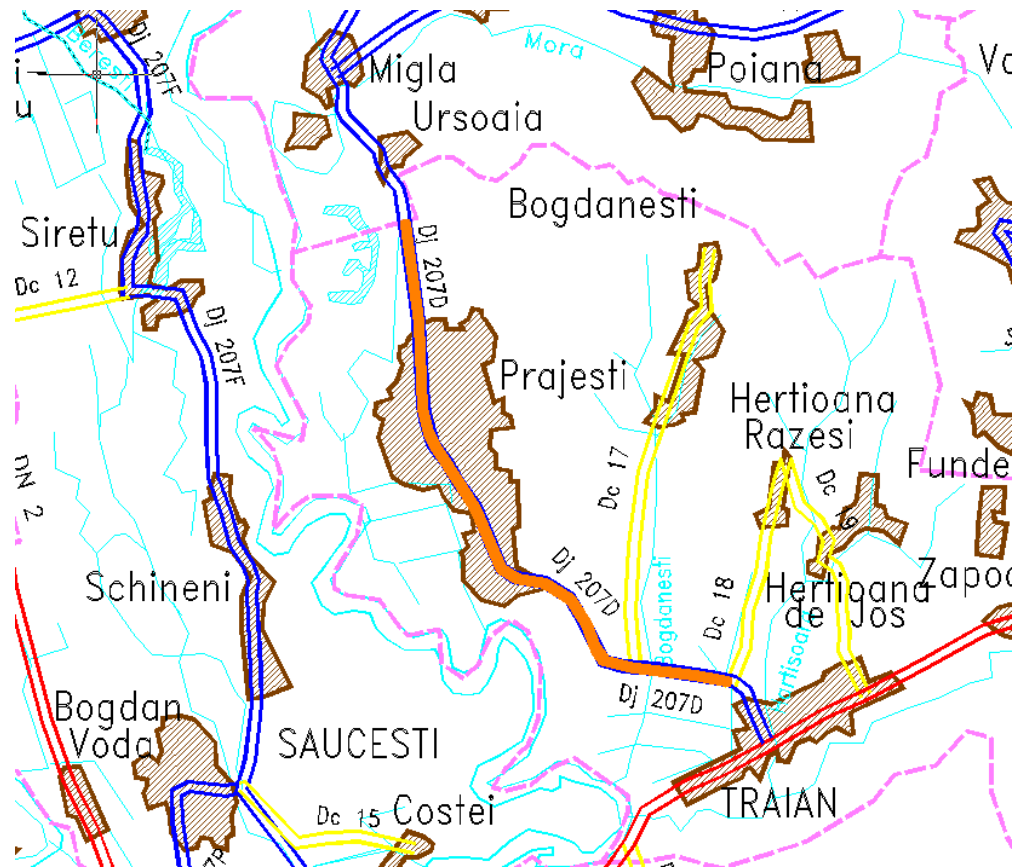 Dj 207F
Berest
Mora
Migla
Poiana
Ursoaia
Siretu
Bogdanesti
Dc 12
Dj 207D
Dj 207F
Prajesti
Hertioana
Razesi
Dc 17
Dc 19
DN 2
Funde
Schineni
Dj 207D
Dc 18
Hertioana
de Jos
Bogdanesti
Dj 207D
Bogdan
Voda
SAUCESTI
TRAIAN
Dc 15
Costei